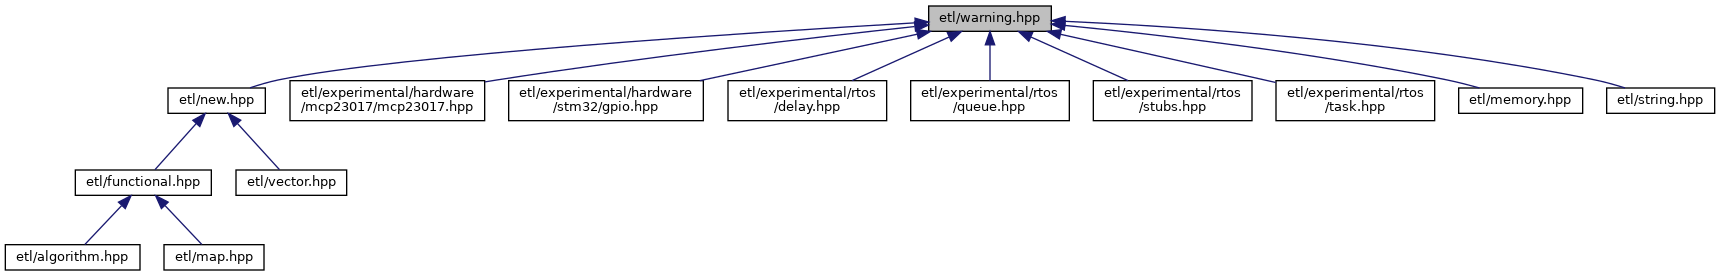 etl/warning.hpp
etl/new.hpp
etl/experimental/hardware
/mcp23017/mcp23017.hpp
etl/experimental/hardware
/stm32/gpio.hpp
etl/experimental/rtos
/delay.hpp
etl/experimental/rtos
/queue.hpp
etl/experimental/rtos
/stubs.hpp
etl/experimental/rtos
/task.hpp
etl/memory.hpp
etl/string.hpp
etl/functional.hpp
etl/vector.hpp
etl/algorithm.hpp
etl/map.hpp